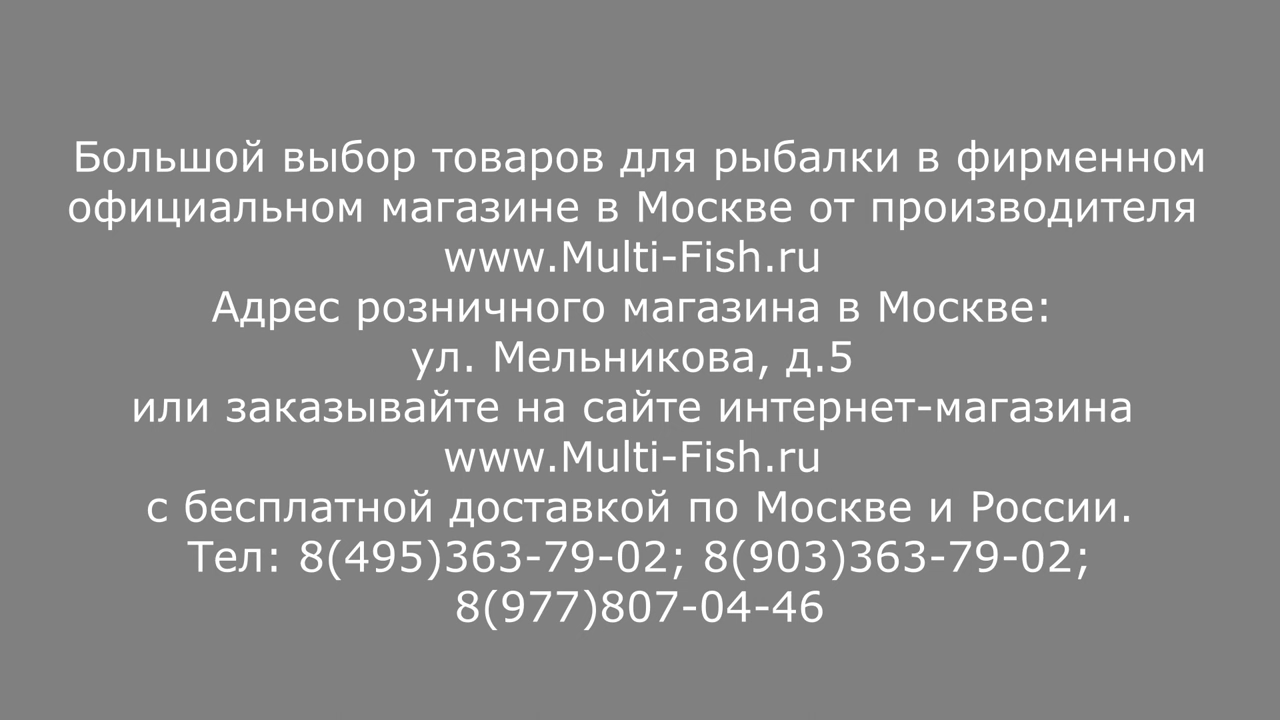 Большой выбор товаров для рыбалки в фирменном
официальном магазине в Москве от производителя
www.Multi-Fish.ru
Адрес розничного магазина в Москве:
ул. Мельникова, д.5
или заказывайте на сайте интернет-магазина
www.Multi-Fish.ru
с бесплатной доставкой по Москве и России.
Тел: 8(495)363-79-02; 8(903)363-79-02;
8(977)807-04-46